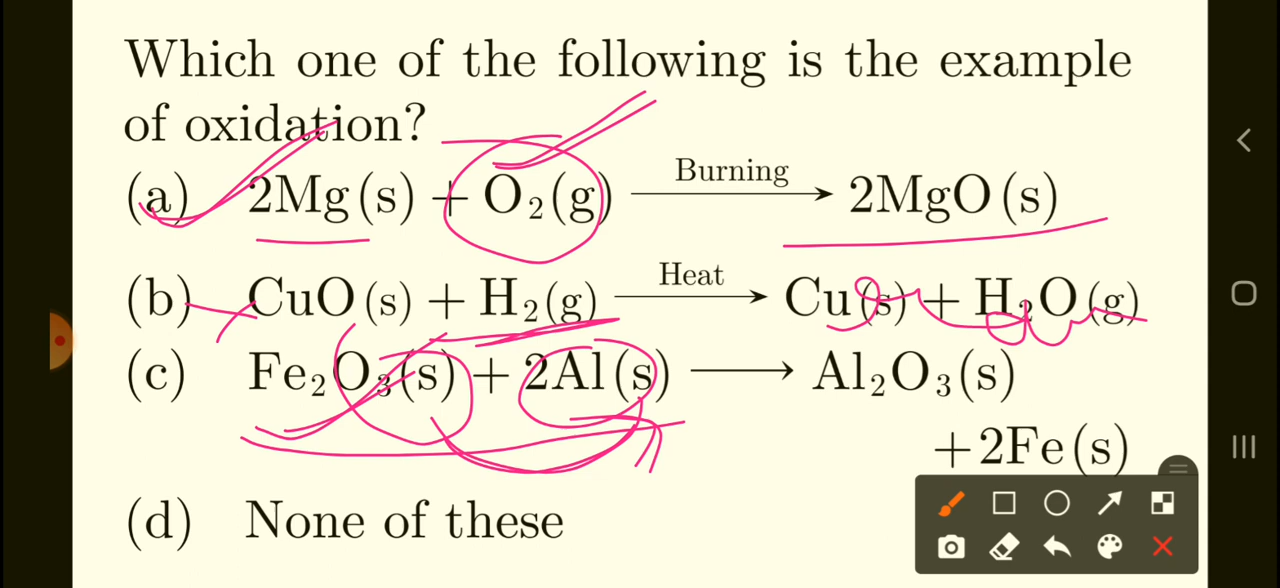 Which one of the following is the example
of oxidation?
(a) 2Mg(s) + O₂(g) Burning → 2MgO(s)
(b) CuO(s) + H₂(g) Heat → Cu(s) + H₂O(g)
(c) Fe₂O₃(s) + 2Al(s) → Al₂O₃(s)
+2Fe(s)
(d) None of these